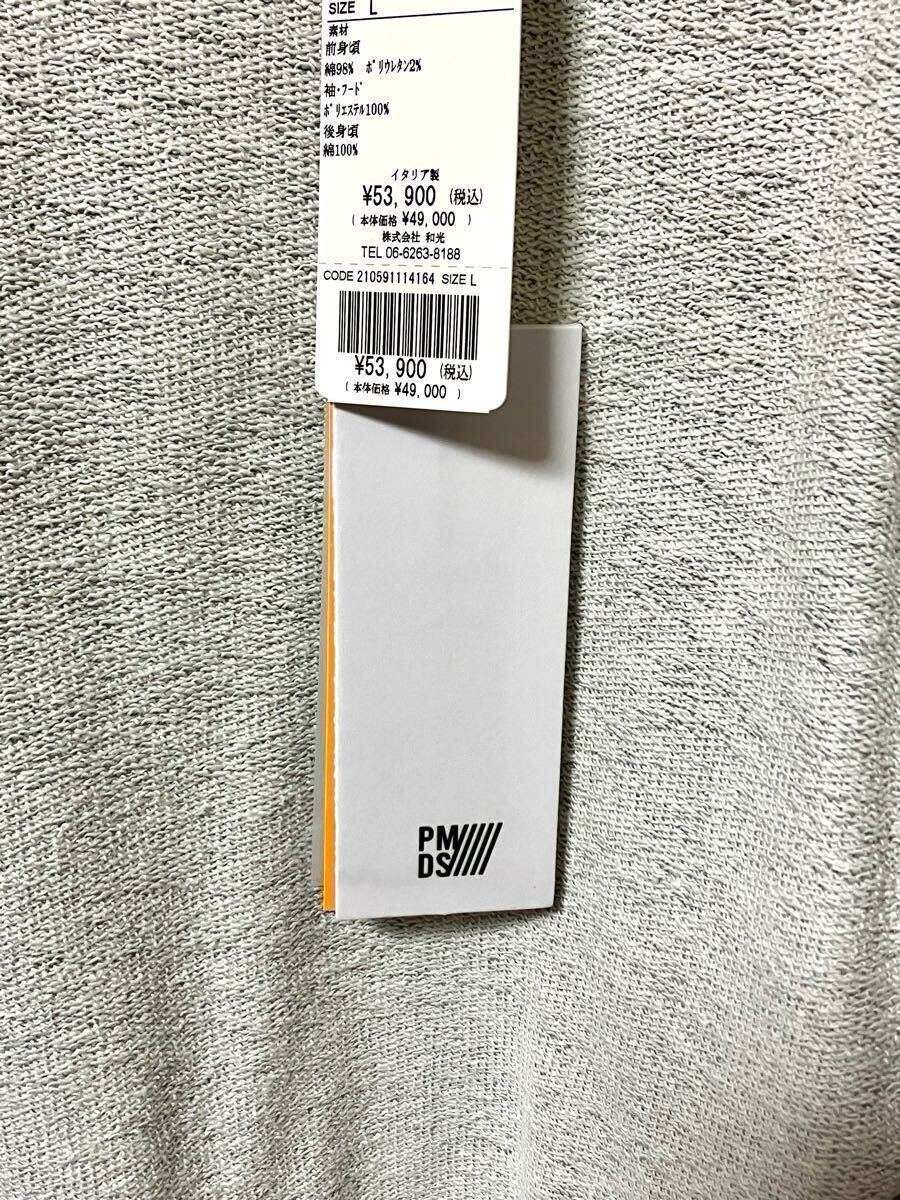 SIZE L
素材
前身頃
綿98% ポリウレタン2%
袖・フード
ポリエステル100%
後身頃
綿100%
イタリア製
¥53,900 (税込)
( 本体価格 ¥49,000 )
株式会社 和光
TEL 06-6263-8188
CODE 210591114164 SIZE L
¥53,900 (税込)
( 本体価格 ¥49,000 )
PM
DS